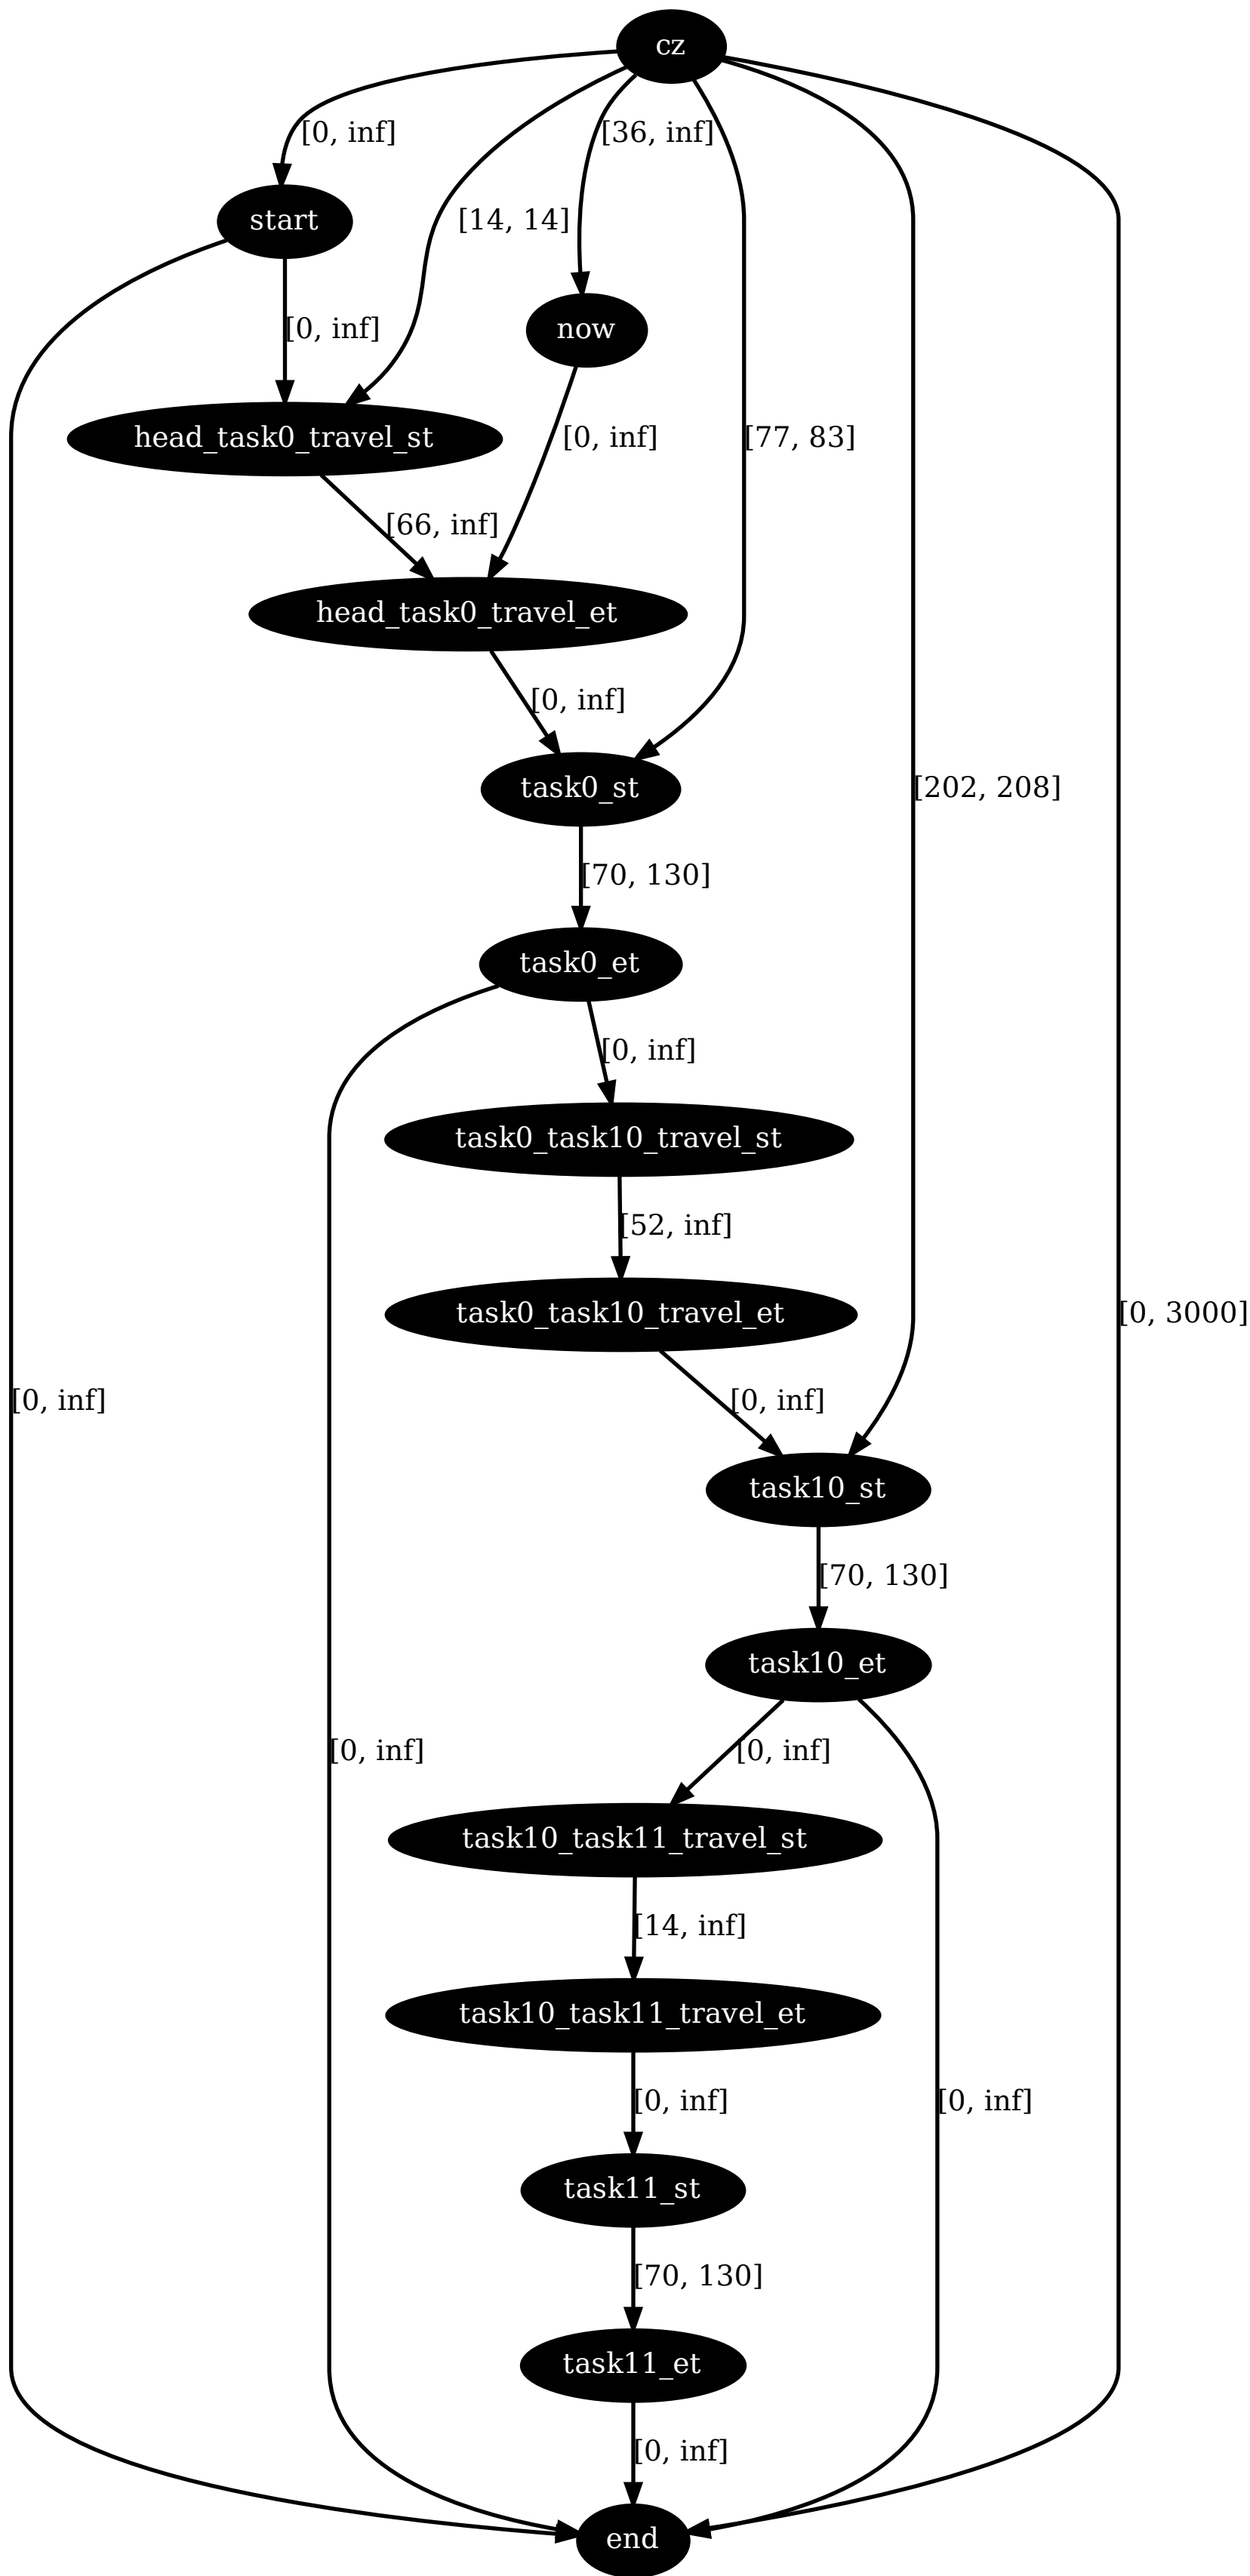 cz
[0, inf]
[36, inf]
start
[14, 14]
now
[0, inf]
head_task0_travel_st
[0, inf]
[77, 83]
[66, inf]
head_task0_travel_et
[0, inf]
task0_st
[202, 208]
[70, 130]
task0_et
[0, inf]
task0_task10_travel_st
[52, inf]
task0_task10_travel_et
[0, 3000]
[0, inf]
[0, inf]
task10_st
[70, 130]
task10_et
[0, inf]
[0, inf]
task10_task11_travel_st
[14, inf]
task10_task11_travel_et
[0, inf]
[0, inf]
task11_st
[70, 130]
task11_et
[0, inf]
end